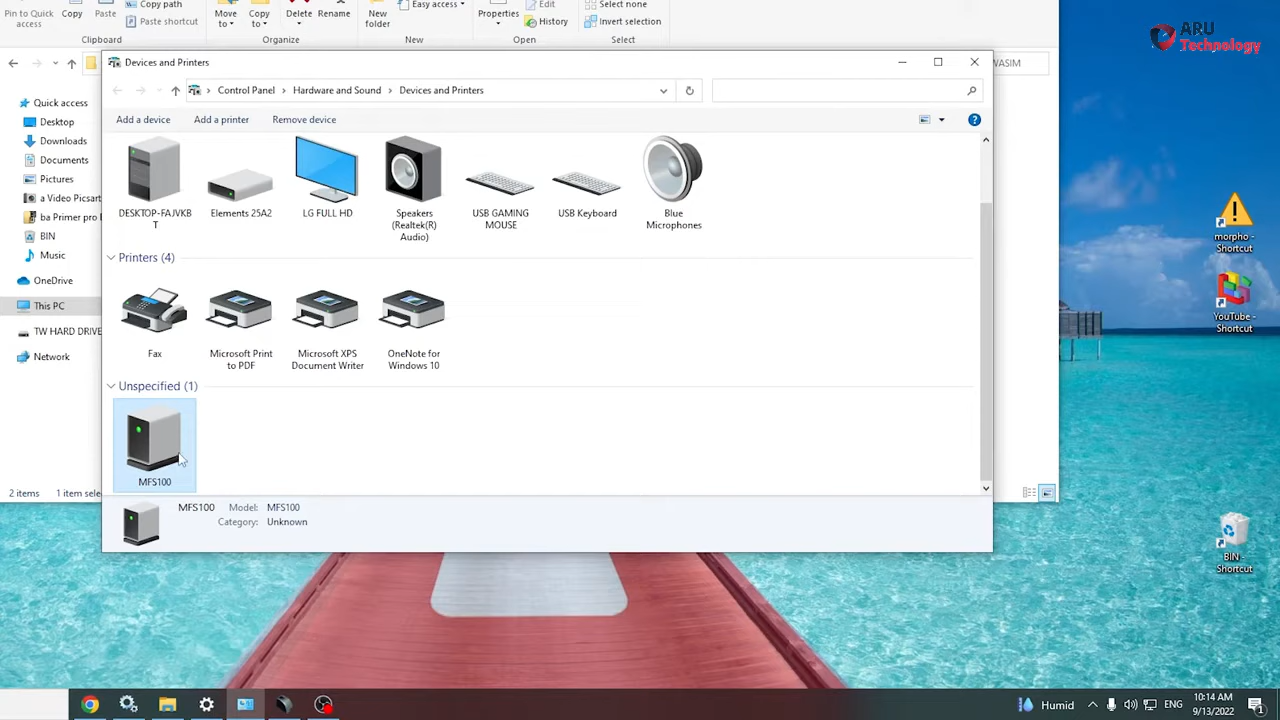 Pin to Quick access
Copy
Paste
Copy path
Paste shortcut
Clipboard
Move to
Copy to
Delete
Rename
Organize
New folder
Easy access
New
Properties
Edit
History
Open
Select none
Invert selection
Select
ARU
Technology
WASIM
Quick access
Desktop
Downloads
Documents
Pictures
a Video Picsart
ba Primer pro
BIN
Music
OneDrive
This PC
TW HARD DRIVE
Network
2 items
Devices and Printers
Control Panel
Hardware and Sound
Devices and Printers
Add a device
Add a printer
Remove device
DESKTOP-FAJVKB
T
Elements 25A2
LG FULL HD
Speakers
(Realtek(R)
Audio)
USB GAMING
MOUSE
USB Keyboard
Blue
Microphones
Printers (4)
Fax
Microsoft Print
to PDF
Microsoft XPS
Document Writer
OneNote for
Windows 10
Unspecified (1)
MFS100
MFS100
Model: MFS100
Category: Unknown
morpho -
Shortcut
YouTube -
Shortcut
BIN -
Shortcut
Humid
ENG
10:14 AM
9/13/2022
1